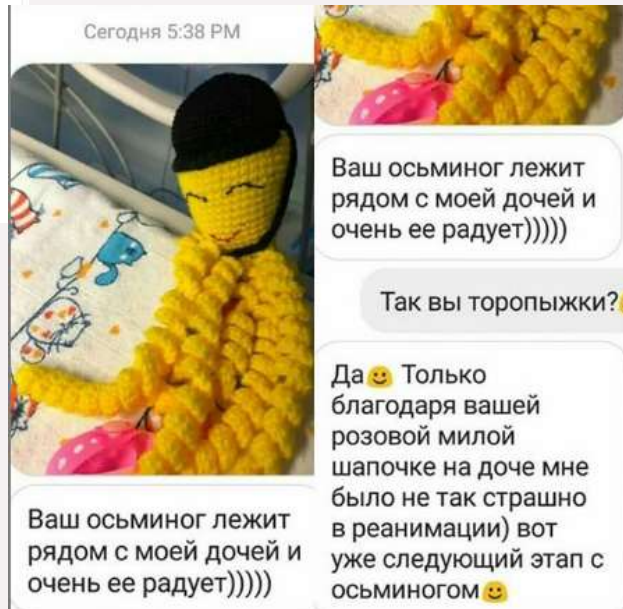 Сегодня 5:38 PM
Ваш осьминог лежит
рядом с моей дочей и
очень ее радует)))))
Ваш осьминог лежит
рядом с моей дочей и
очень ее радует)))))
Так вы торопыжки?
Да🙂 Только
благодаря вашей
розовой милой
шапочке на доче мне
было не так страшно
в реанимации) вот
уже следующий этап с
осьминогом🙂